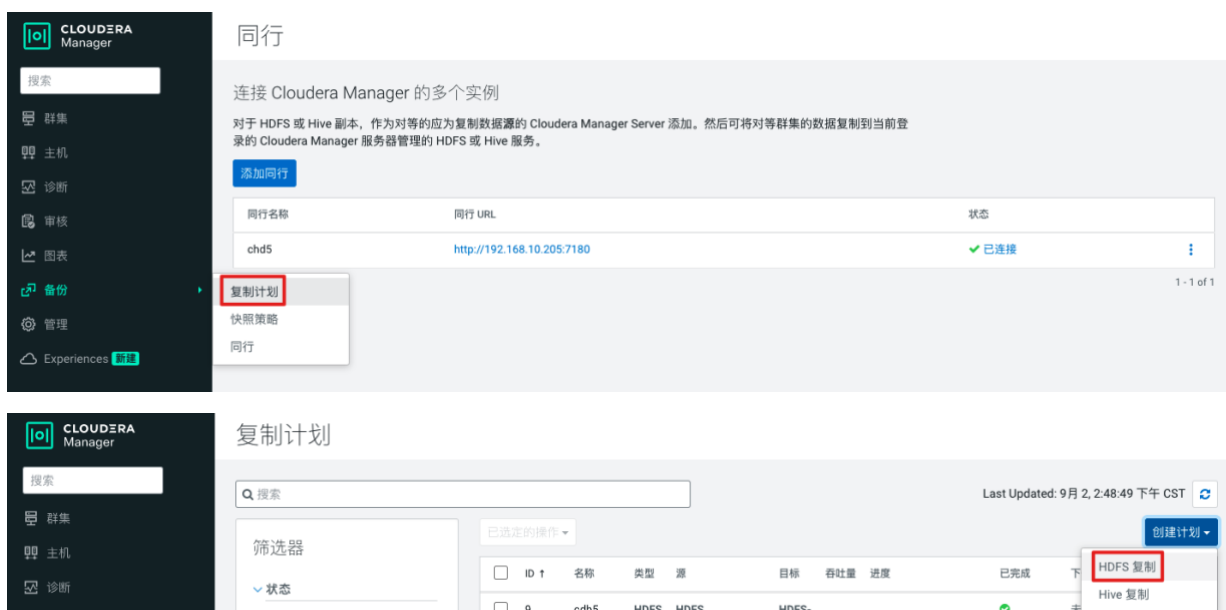 CLOUDERA
Manager
同行
搜索
连接 Cloudera Manager 的多个实例
群集
对于 HDFS 或 Hive 副本，作为对等的应为复制数据源的 Cloudera Manager Server 添加。然后可将对等群集的数据复制到当前登
录的 Cloudera Manager 服务器管理的 HDFS 或 Hive 服务。
主机
添加同行
诊断
同行名称 同行 URL 状态
审核
chd5 http://192.168.10.205:7180 已连接
图表
1 - 1 of 1
备份
复制计划
管理
快照策略
同行
Experiences 新建
CLOUDERA
Manager
复制计划
搜索
搜索
Last Updated: 9月 2, 2:48:49 下午 CST
群集
已选定的操作
创建计划
筛选器
主机
HDFS 复制
ID ↑ 名称 类型 源 目标 吞吐量 进度 已完成 下
诊断
状态
Hive 复制
9 cdh5 HDFS HDFS HDFS-